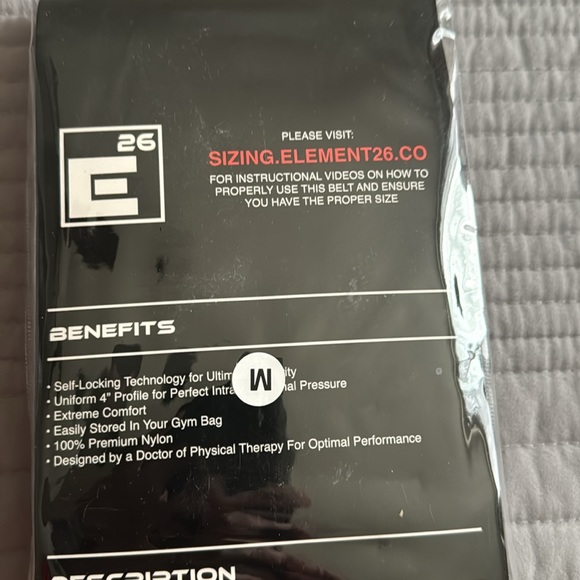 26
E
PLEASE VISIT:
SIZING.ELEMENT26.CO
FOR INSTRUCTIONAL VIDEOS ON HOW TO
PROPERLY USE THIS BELT AND ENSURE
YOU HAVE THE PROPER SIZE
BENEFITS
• Self-Locking Technology for
• Uniform 4" Profile for Perfect Pressure
• Extreme Comfort
• Easily Stored In Your Gym Bag
• 100% Premium Nylon
• Designed by a Doctor of Physical Therapy For Optimal Performance
M
DESCRIPTION